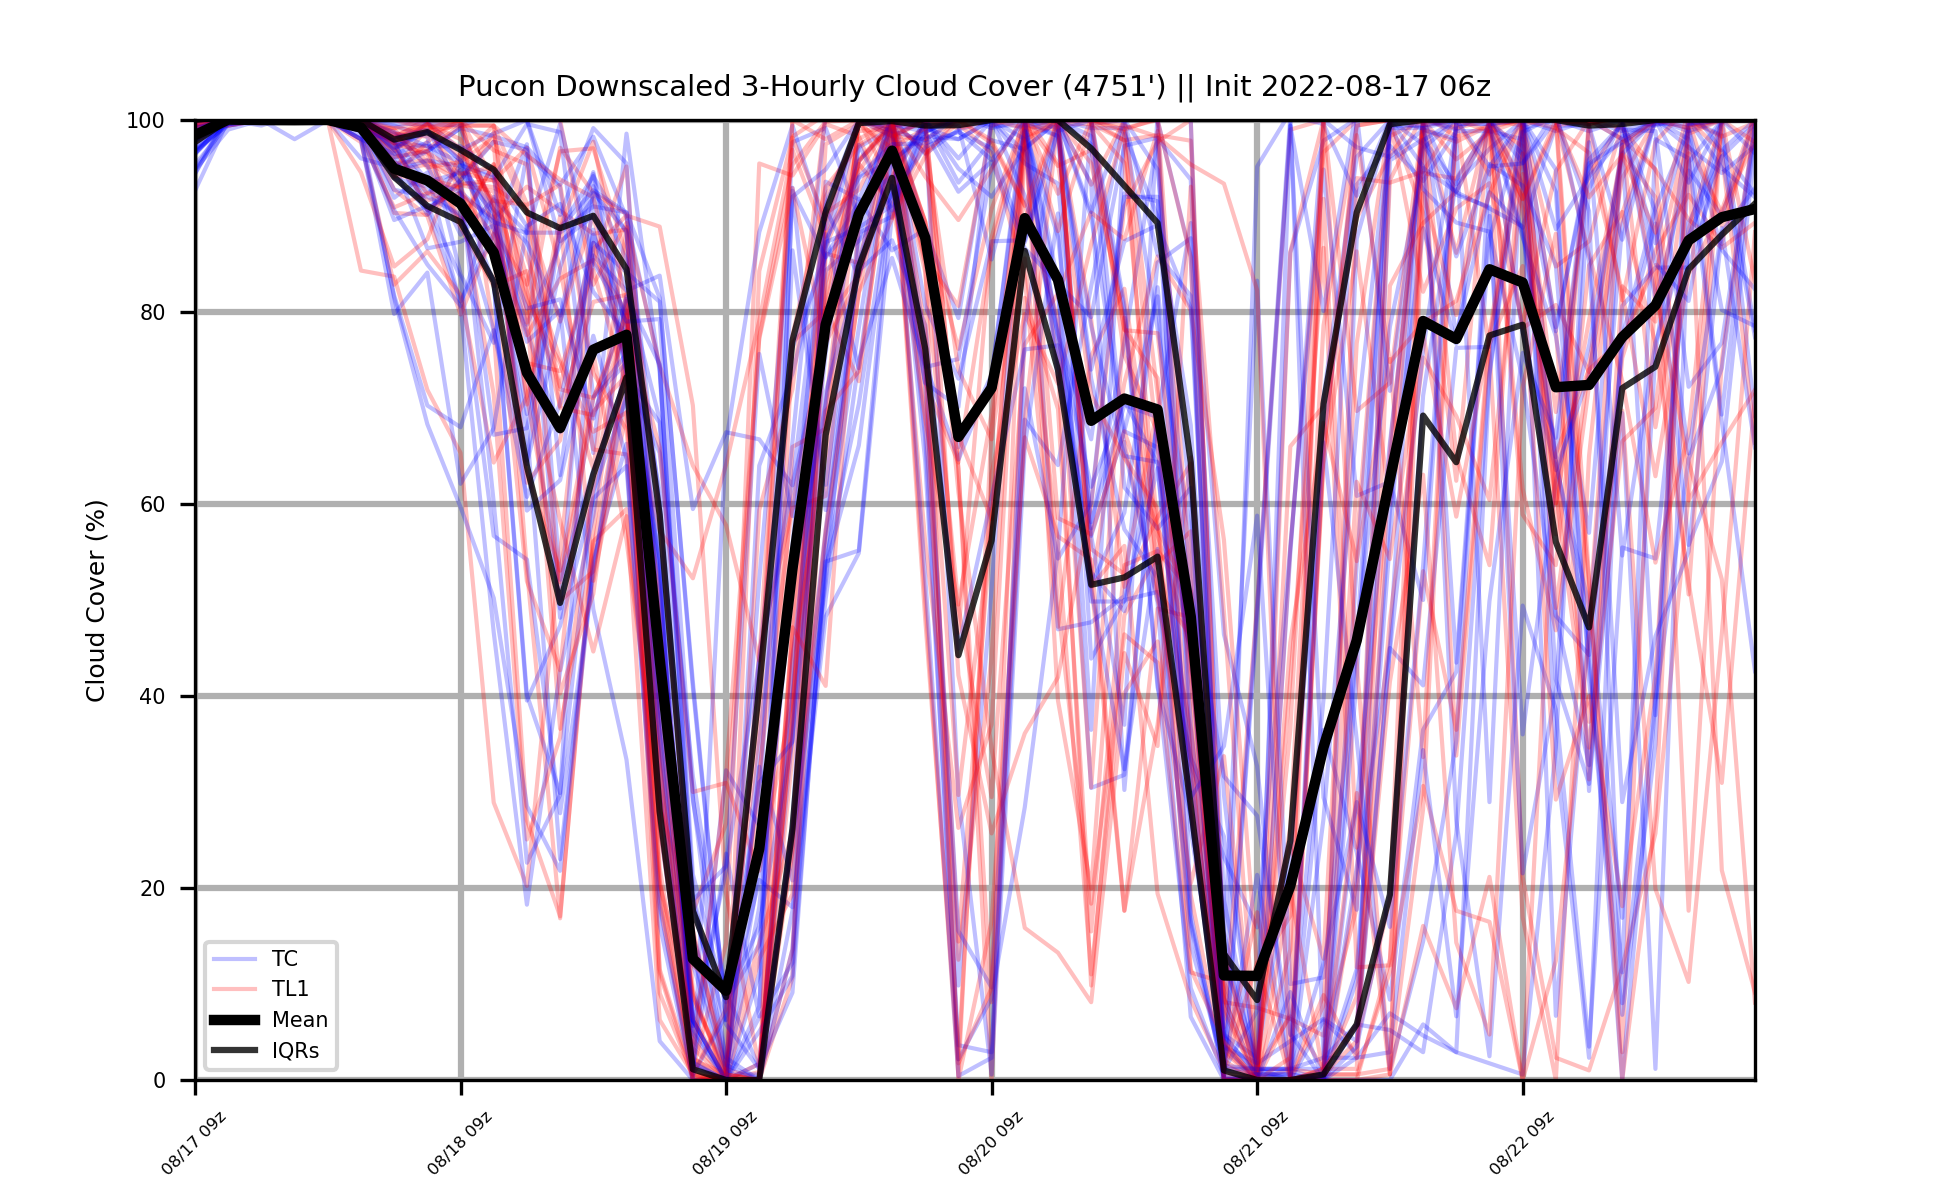 Pucon Downscaled 3-Hourly Cloud Cover (4751') || Init 2022-08-17 06z
Cloud Cover (%)
100
80
60
40
20
0
TC
TL1
Mean
IQRs
08/17 09z
08/18 09z
08/19 09z
08/20 09z
08/21 09z
08/22 09z